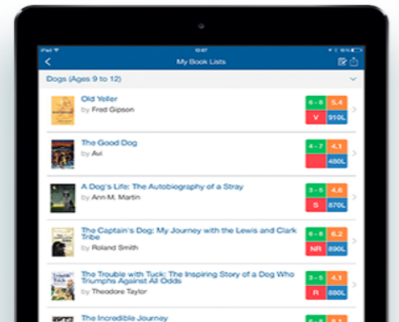 iPad
10:07
My Book Lists
Dogs (Ages 9 to 12)
Old Yeller
by Fred Gipson
6 - 8 5.4
V 910L
The Good Dog
by Avi
4 - 7 4.1
480L
A Dog's Life: The Autobiography of a Stray
by Ann M. Martin
3 - 5 4.6
S 870L
The Captain's Dog: My Journey with the Lewis and Clark
Tribe
by Roland Smith
6.2
NR 890L
The Trouble with Tuck: The Inspiring Story of a Dog Who
Triumphs Against All Odds
by Theodore Taylor
3 - 5 4.1
R 880L
The Incredible Journey